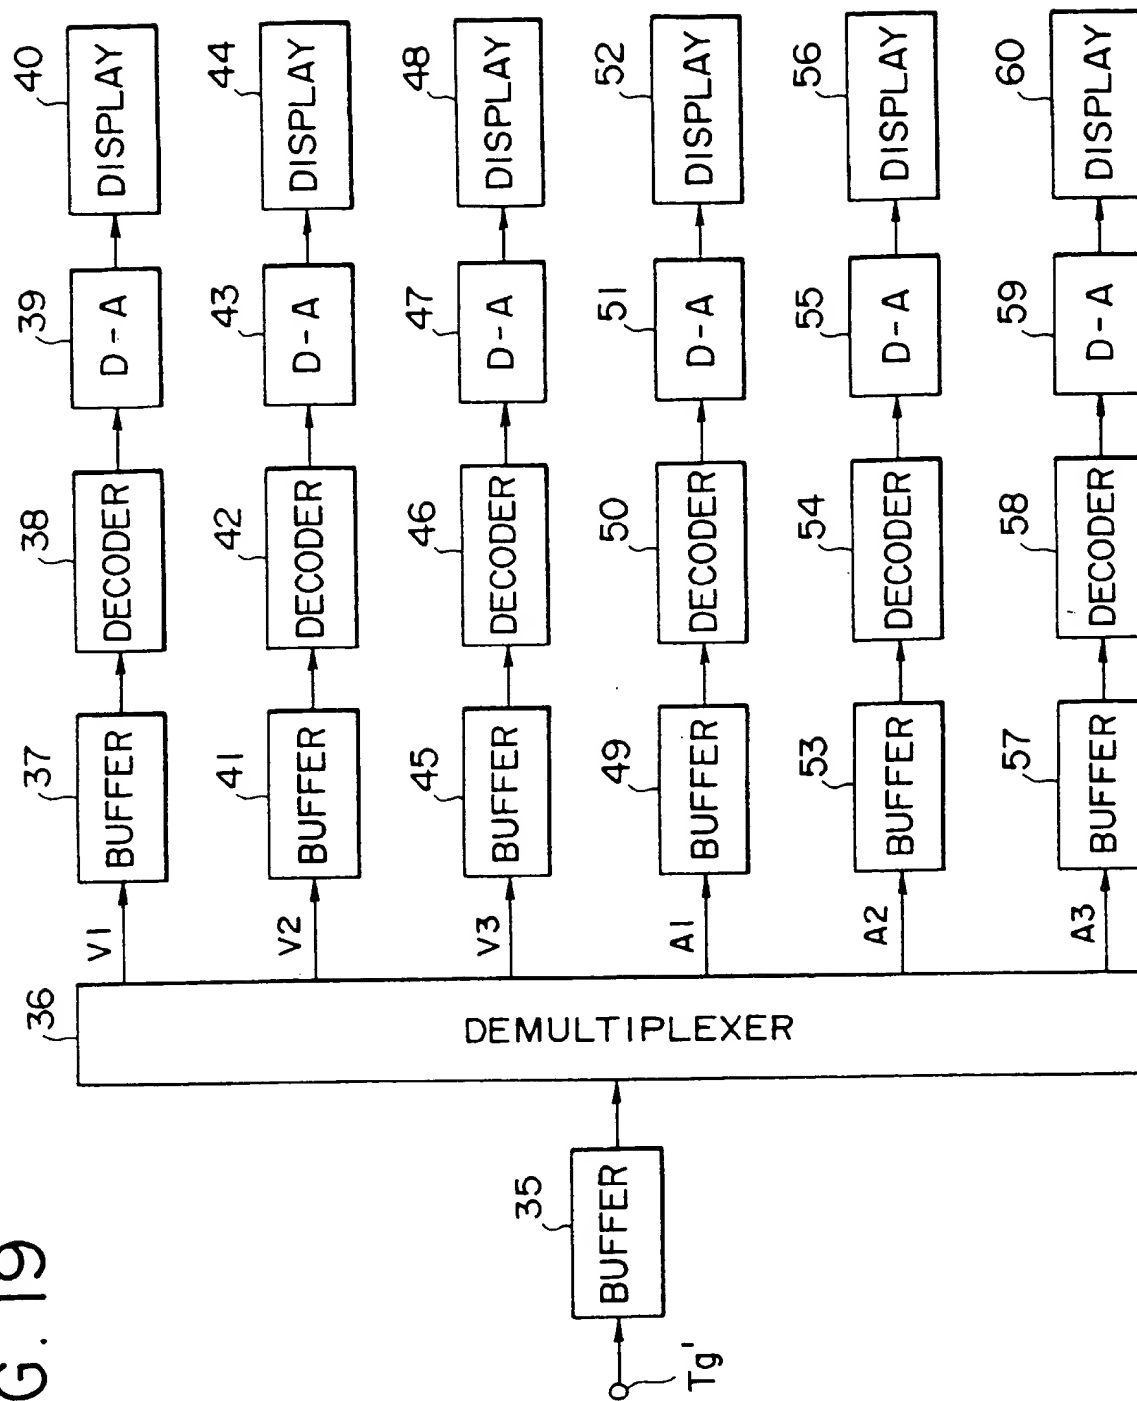 G. 19
40 44 48 52 56 60
DISPLAY DISPLAY DISPLAY DISPLAY DISPLAY DISPLAY
39 43 47 51 55 59
D-A D-A D-A D-A D-A D-A
38 42 46 50 54 58
DECODER DECODER DECODER DECODER DECODER DECODER
37 41 45 49 53 57
BUFFER BUFFER BUFFER BUFFER BUFFER BUFFER
V1 V2 V3 A1 A2 A3
36
DEMULTIPLEXER
35
BUFFER
Tg'